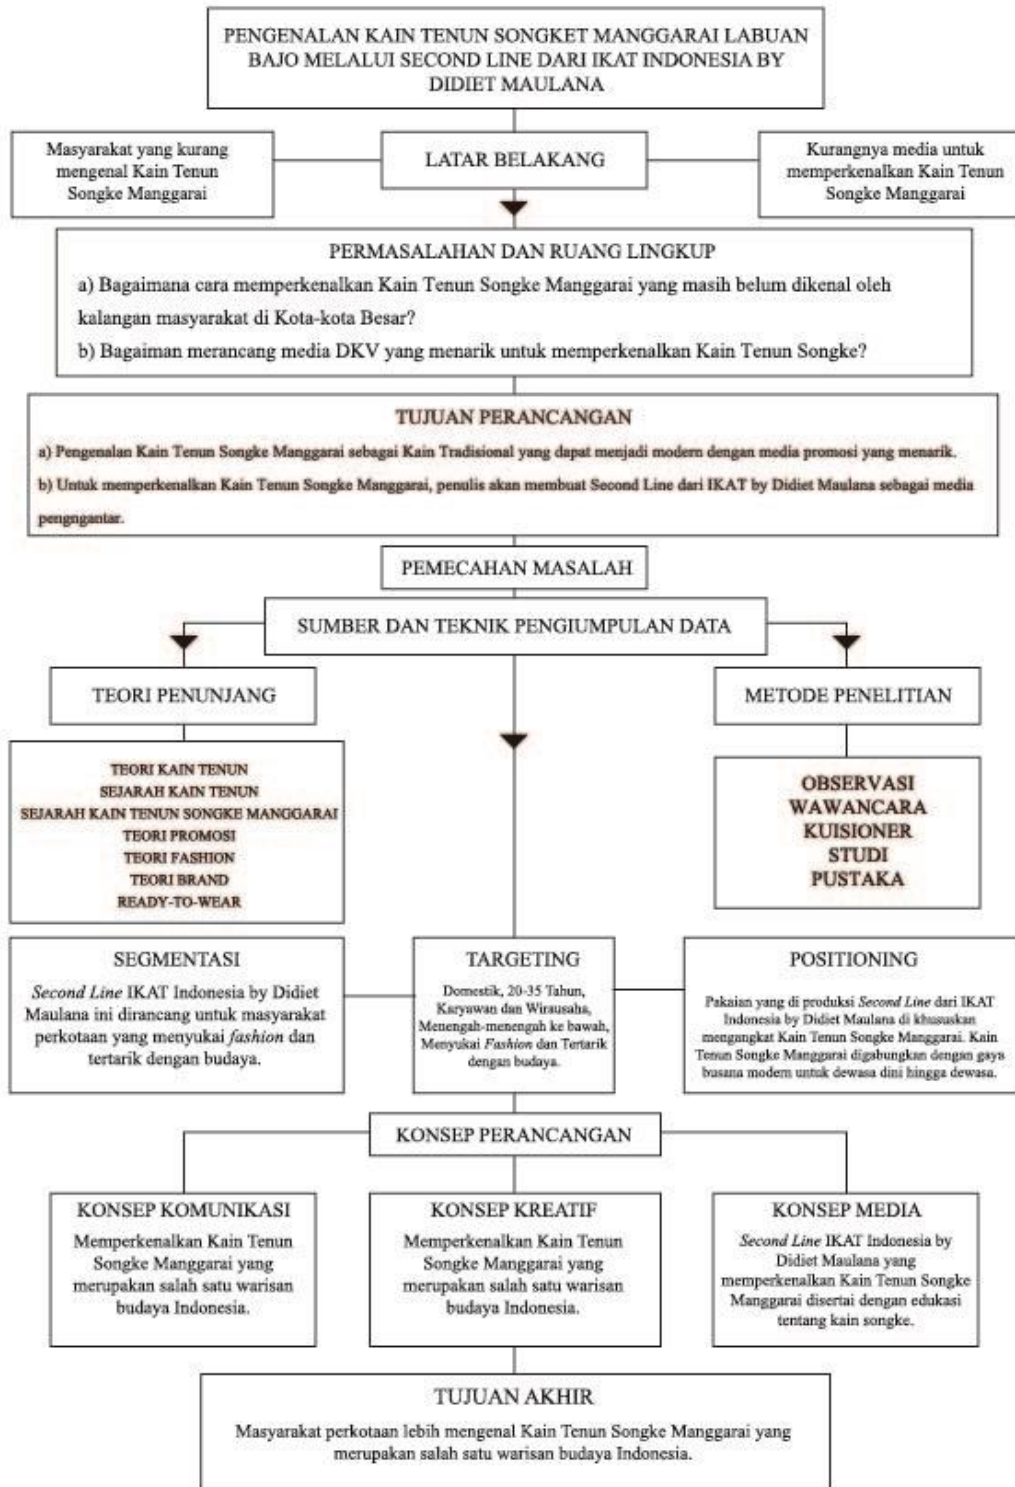 PENGENALAN KAIN TENUN SONGKET MANGGARAI LABUAN
BAJO MELALUI SECOND LINE DARI IKAT INDONESIA BY
DIDIET MAULANA
Masyarakat yang kurang
mengenal Kain Tenun
Songke Manggarai
LATAR BELAKANG
Kurangnya media untuk
memperkenalkan Kain Tenun
Songke Manggarai
PERMASALAHAN DAN RUANG LINGKUP
a) Bagaimana cara memperkenalkan Kain Tenun Songke Manggarai yang masih belum dikenal oleh
kalangan masyarakat di Kota-kota Besar?
b) Bagaiman merancang media DKV yang menarik untuk memperkenalkan Kain Tenun Songke?
TUJUAN PERANCANGAN
a) Pengenalan Kain Tenun Songke Manggarai sebagai Kain Tradisional yang dapat menjadi modern dengan media promosi yang menarik.
b) Untuk memperkenalkan Kain Tenun Songke Manggarai, penulis akan membuat Second Line dari IKAT by Didiet Maulana sebagai media
pengngantar.
PEMECAHAN MASALAH
SUMBER DAN TEKNIK PENGIUMPULAN DATA
TEORI PENUNJANG
METODE PENELITIAN
TEORI KAIN TENUN
SEJARAH KAIN TENUN
SEJARAH KAIN TENUN SONGKE MANGGARAI
TEORI PROMOSI
TEORI FASHION
TEORI BRAND
READY-TO-WEAR
OBSERVASI
WAWANCARA
KUISIONER
STUDI
PUSTAKA
SEGMENTASI
Second Line IKAT Indonesia by Didiet
Maulana ini dirancang untuk masyarakat
perkotaan yang menyukai fashion dan
tertarik dengan budaya.
TARGETING
Domestik, 20-35 Tahun,
Karyawan dan Wirausaha,
Menengah-menengah ke bawah,
Menyukai Fashion dan Tertarik
dengan budaya.
POSITIONING
Pakaian yang di produksi Second Line dari IKAT
Indonesia by Didiet Maulana di khususkan
mengangkat Kain Tenun Songke Manggarai. Kain
Tenun Songke Manggarai digabungkan dengan gaya
busana modern untuk dewasa dini hingga dewasa.
KONSEP PERANCANGAN
KONSEP KOMUNIKASI
Memperkenalkan Kain Tenun
Songke Manggarai yang
merupakan salah satu warisan
budaya Indonesia.
KONSEP KREATIF
Memperkenalkan Kain Tenun
Songke Manggarai yang
merupakan salah satu warisan
budaya Indonesia.
KONSEP MEDIA
Second Line IKAT Indonesia by
Didiet Maulana yang
memperkenalkan Kain Tenun Songke
Manggarai disertai dengan edukasi
tentang kain songke.
TUJUAN AKHIR
Masyarakat perkotaan lebih mengenal Kain Tenun Songke Manggarai yang
merupakan salah satu warisan budaya Indonesia.